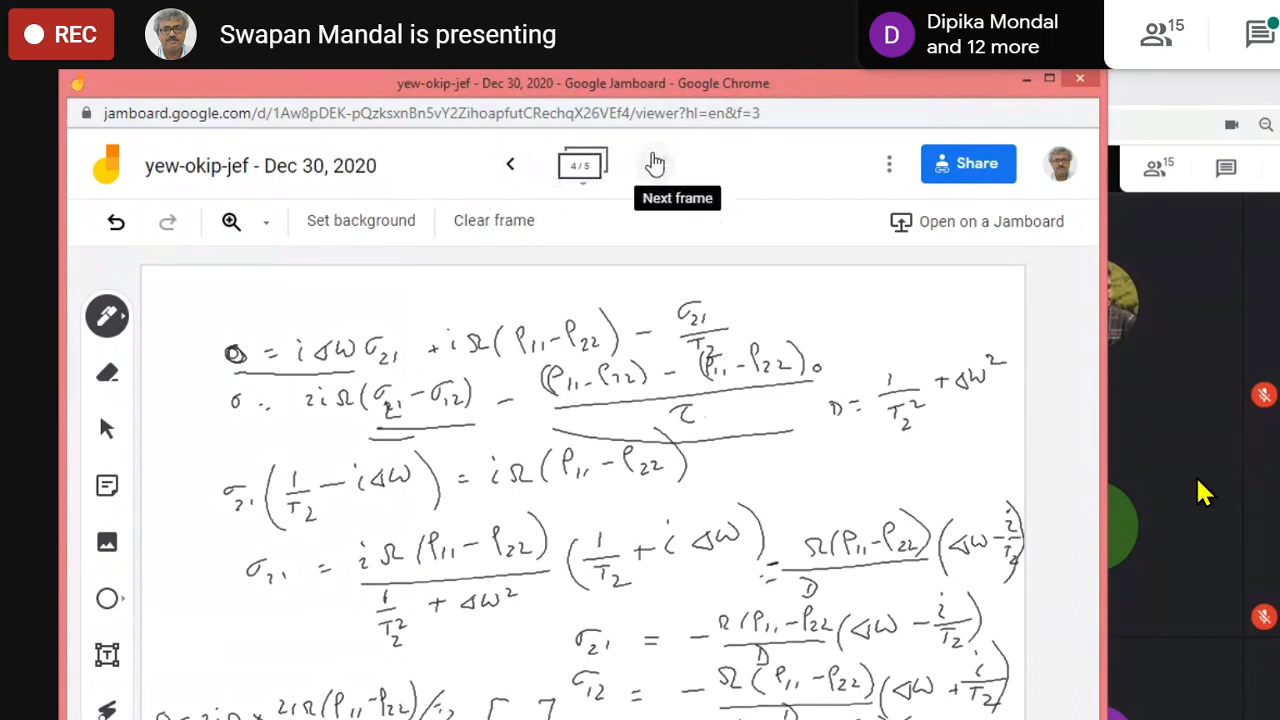 REC
Swapan Mandal is presenting
D
Dipika Mondal
and 12 more
15
yew-okip-jef - Dec 30, 2020 - Google Jamboard - Google Chrome
jamboard.google.com/d/1Aw8pDEK-pQzksxnBn5vY2ZihoapfutCRechqX26VEf4/viewer?hl=en&f=3
15
yew-okip-jef - Dec 30, 2020
4 / 5
Share
Next frame
Set background
Clear frame
Open on a Jamboard
0 = iΔω σ₂₁ + iΩ(ρ₁₁-ρ₂₂) - σ₂₁/T₂
0 = 2iΩ(σ₂₁-σ₁₂) - ((ρ₁₁-ρ₂₂) - (ρ₁₁-ρ₂₂)₀)/τ
D = 1/T₂² + Δω²
σ₂₁(1/T₂ - iΔω) = iΩ(ρ₁₁-ρ₂₂)
σ₂₁ = iΩ(ρ₁₁-ρ₂₂)/(1/T₂² + Δω²) (1/T₂ + iΔω) = - Ω(ρ₁₁-ρ₂₂)/D (Δω - i/T₂)
σ₂₁ = - Ω(ρ₁₁-ρ₂₂)/D (Δω - i/T₂)
σ₁₂ = - Ω(ρ₁₁-ρ₂₂)/D (Δω + i/T₂)